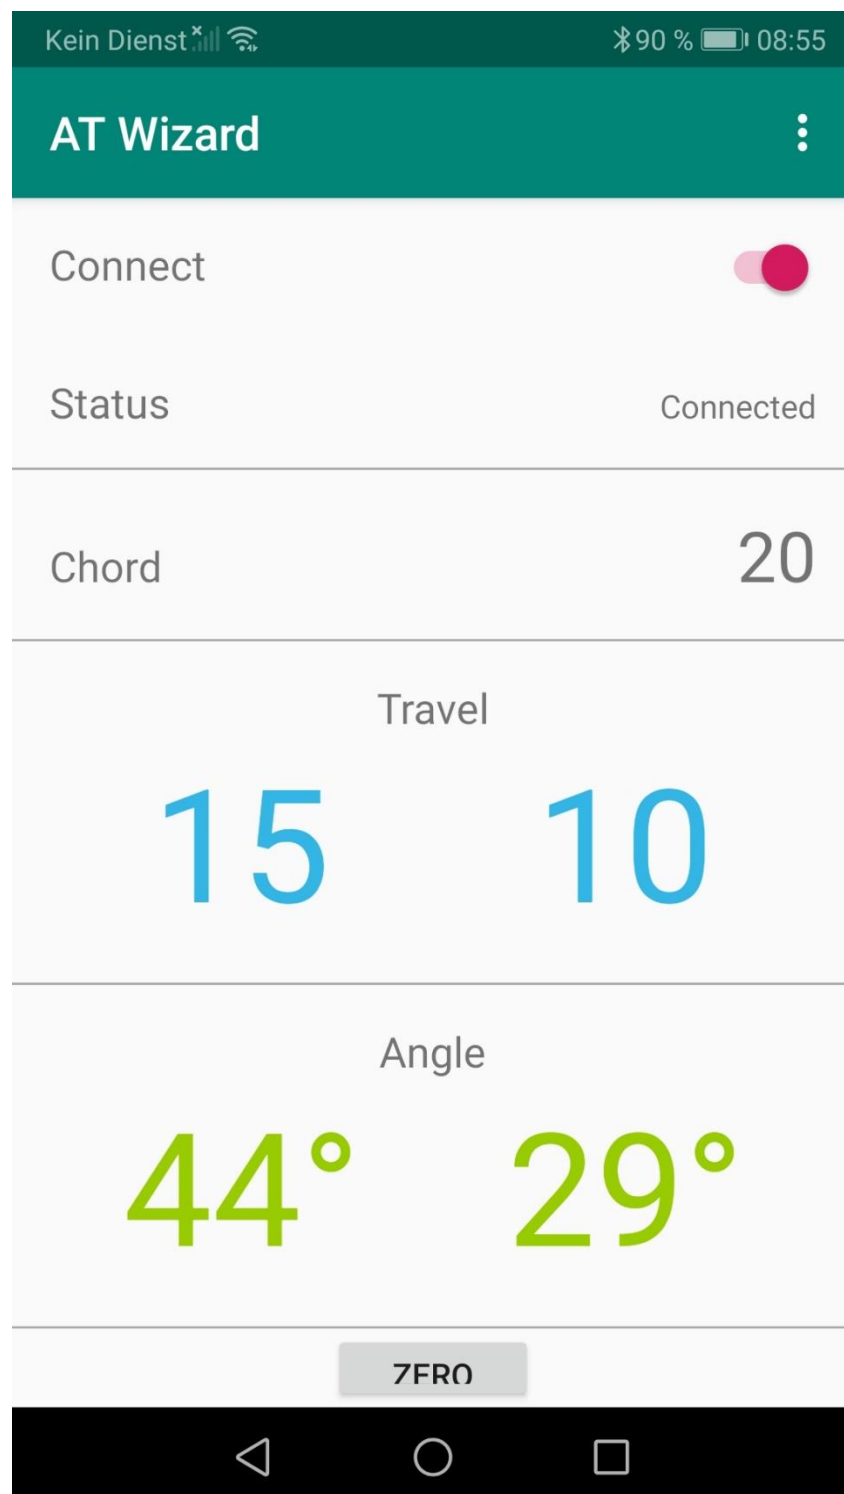 Kein Dienst 90 % 08:55
AT Wizard
Connect
Status Connected
Chord 20
Travel
15 10
Angle
44° 29°
ZERO